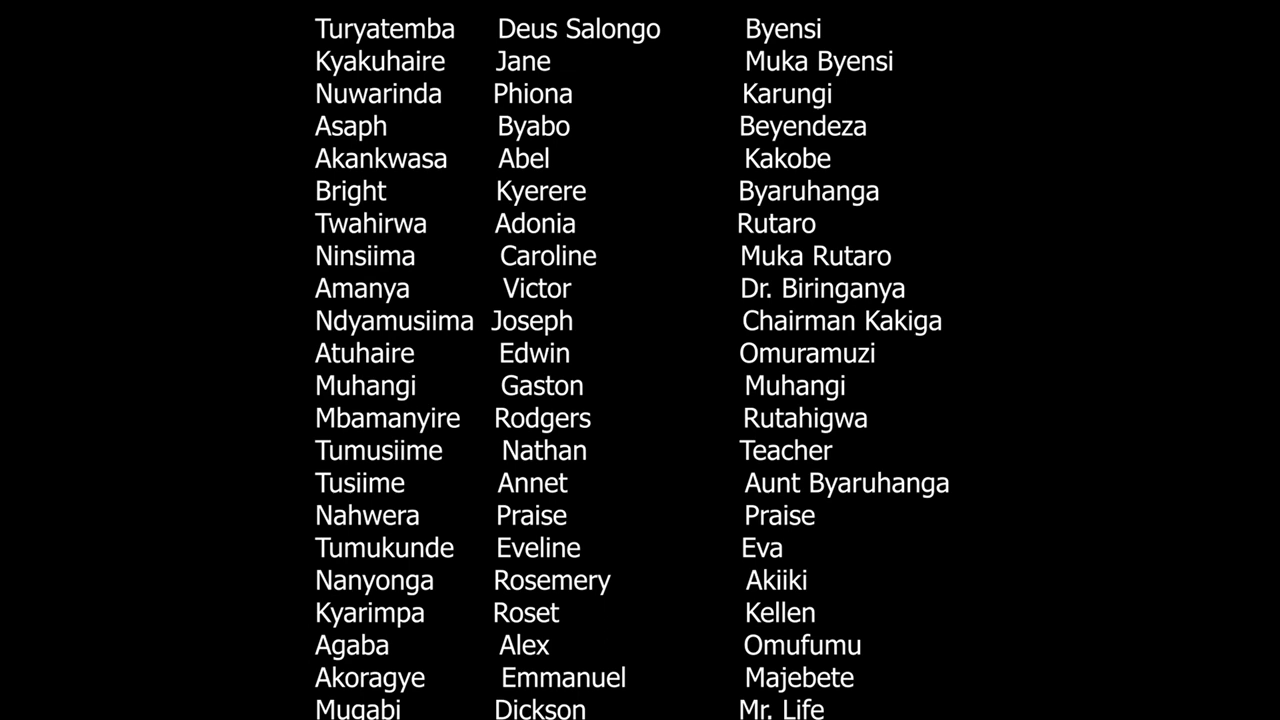 Turyatemba Deus Salongo Byensi
Kyakuhaire Jane Muka Byensi
Nuwarinda Phiona Karungi
Asaph Byabo Beyendeza
Akankwasa Abel Kakobe
Bright Kyerere Byaruhanga
Twahirwa Adonia Rutaro
Ninsiima Caroline Muka Rutaro
Amanya Victor Dr. Biringanya
Ndyamusiima Joseph Chairman Kakiga
Atuhaire Edwin Omuramuzi
Muhangi Gaston Muhangi
Mbamanyire Rodgers Rutahigwa
Tumusiime Nathan Teacher
Tusiime Annet Aunt Byaruhanga
Nahwera Praise Praise
Tumukunde Eveline Eva
Nanyonga Rosemery Akiiki
Kyarimpa Roset Kellen
Agaba Alex Omufumu
Akoragye Emmanuel Majebete
Mugabi Dickson Mr. Life